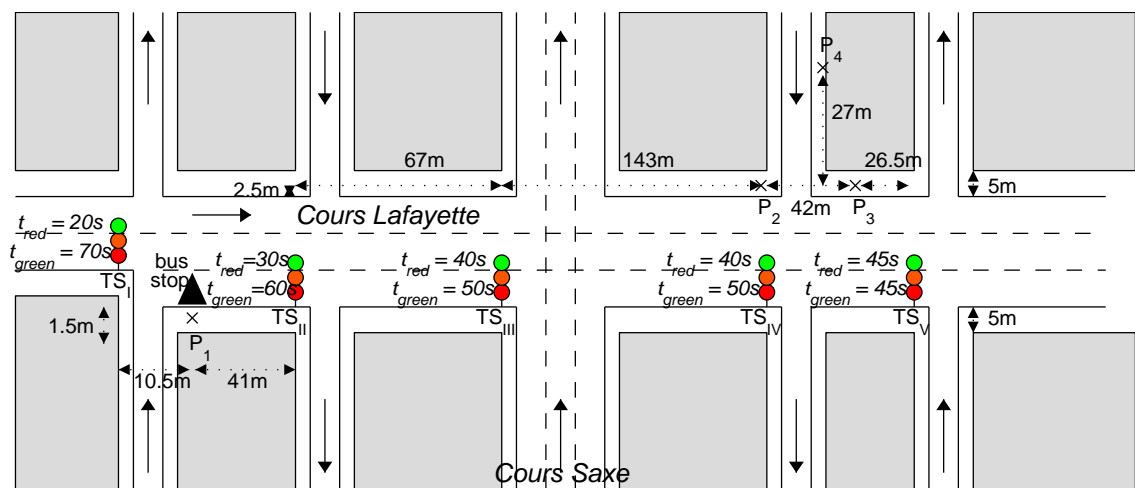 P4
27m
67m
143m
26.5m
2.5m
5m
P2
42m
P3
Cours Lafayette
t_red = 20s
t_green = 70s
TS_I
bus
stop
t_red = 30s
t_green = 60s
TS_II
t_red = 40s
t_green = 50s
TS_III
t_red = 40s
t_green = 50s
TS_IV
t_red = 45s
t_green = 45s
TS_V
1.5m
P1
5m
10.5m
41m
Cours Saxe